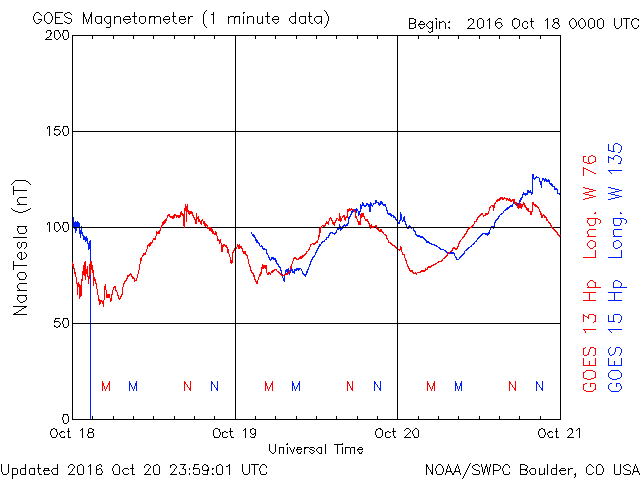 GOES Magnetometer (1 minute data)
Begin: 2016 Oct 18 0000 UTC
200
150
100
50
0
NanoTesla (nT)
M M N N M M N N M M N N
Oct 18 Oct 19 Oct 20 Oct 21
Universal Time
GOES 13 Hp Long. W 76
GOES 15 Hp Long. W 135
Updated 2016 Oct 20 23:59:01 UTC
NOAA/SWPC Boulder, CO USA